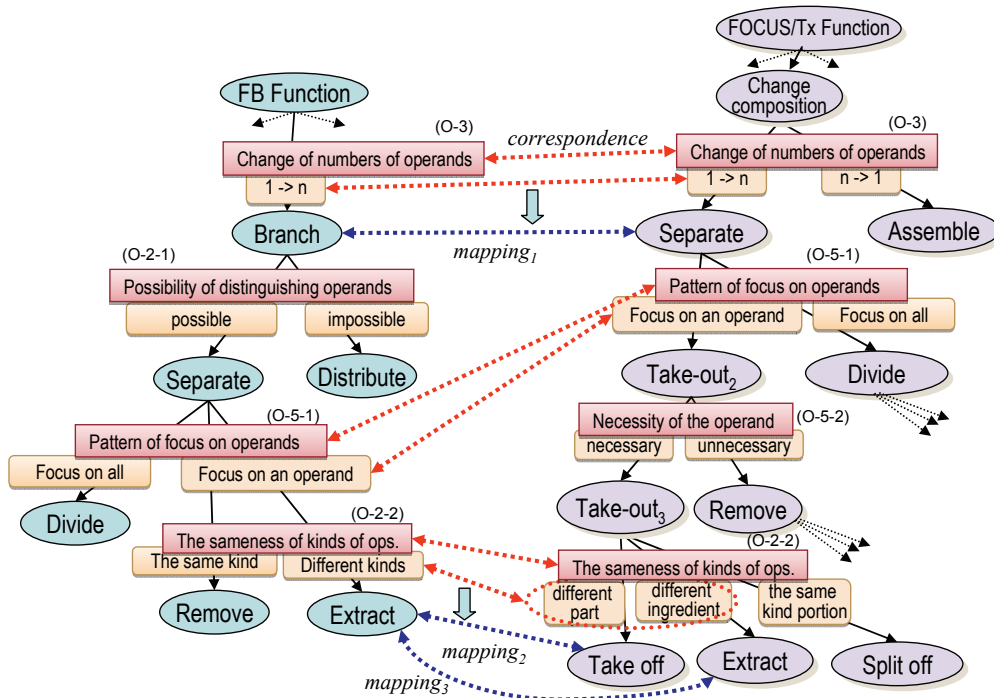 FOCUS/Tx Function
FB Function
Change
composition
(O-3)
correspondence
(O-3)
Change of numbers of operands
Change of numbers of operands
1 -> n
1 -> n
n -> 1
Branch
mapping1
Separate
Assemble
(O-2-1)
(O-5-1)
Possibility of distinguishing operands
Pattern of focus on operands
possible
impossible
Focus on an operand
Focus on all
Separate
Distribute
Take-out2
Divide
(O-5-1)
Necessity of the operand
(O-5-2)
Pattern of focus on operands
necessary
unnecessary
Focus on all
Focus on an operand
Take-out3
Remove
Divide
(O-2-2)
(O-2-2)
The sameness of kinds of ops.
The sameness of kinds of ops.
The same kind
Different kinds
different
part
different
ingredient
the same
kind portion
Remove
Extract
mapping2
Take off
Extract
Split off
mapping3